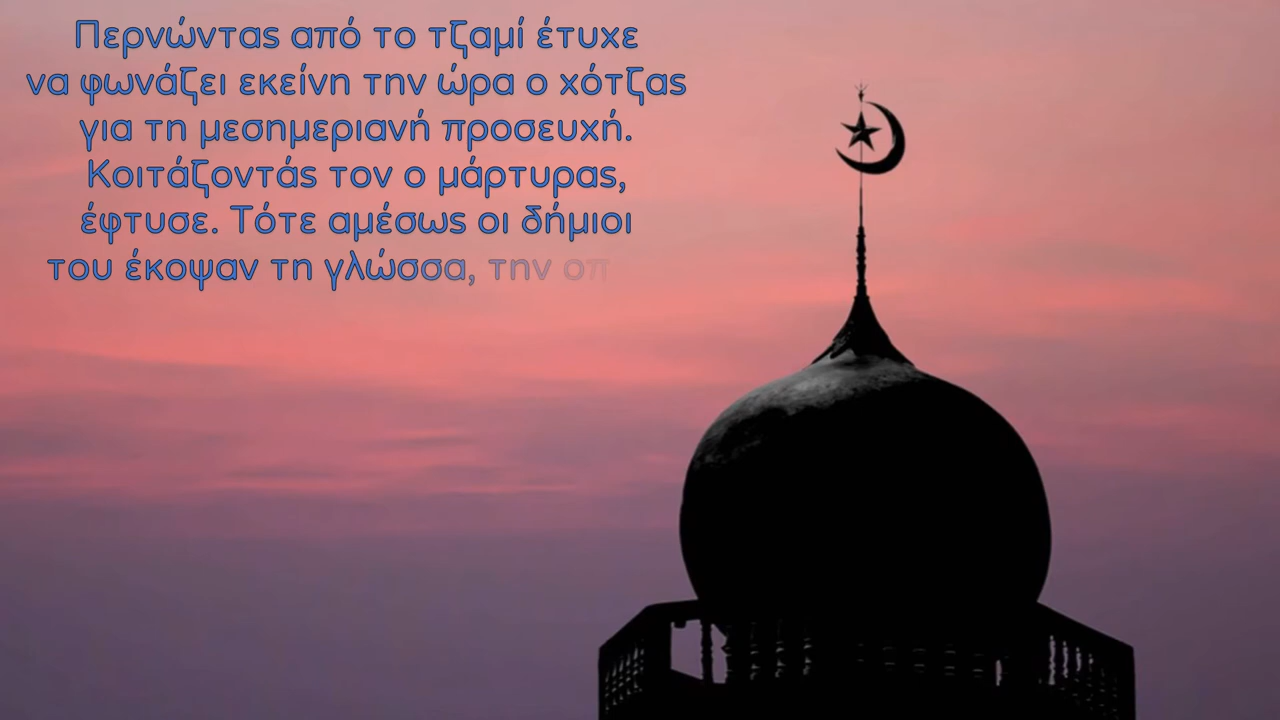 Περνώντας από το τζαμί έτυχε
να φωνάζει εκείνη την ώρα ο χότζας
για τη μεσημεριανή προσευχή.
Κοιτάζοντάς τον ο μάρτυρας,
έφτυσε. Τότε αμέσως οι δήμιοι
του έκοψαν τη γλώσσα, την